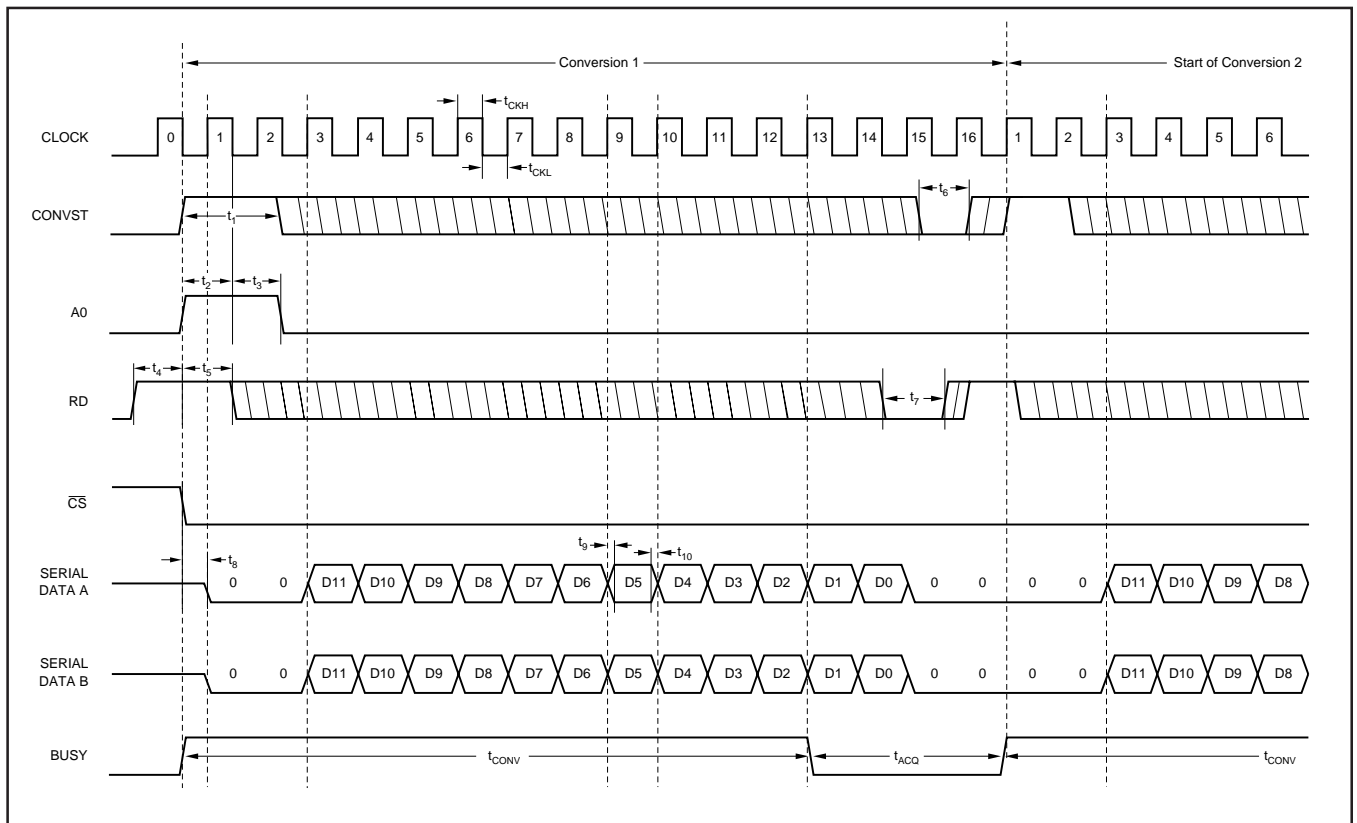 Conversion 1 Start of Conversion 2
tCKH
CLOCK 0 1 2 3 4 5 6 7 8 9 10 11 12 13 14 15 16 1 2 3 4 5 6
tCKL
CONVST t1 t6
t2 t3
A0
t4 t5
RD t7
CS
t8 t9 t10
SERIAL
DATA A
0 0 D11 D10 D9 D8 D7 D6 D5 D4 D3 D2 D1 D0 0 0 0 0 D11 D10 D9 D8
SERIAL
DATA B
0 0 D11 D10 D9 D8 D7 D6 D5 D4 D3 D2 D1 D0 0 0 0 0 D11 D10 D9 D8
BUSY tCONV tACQ tCONV